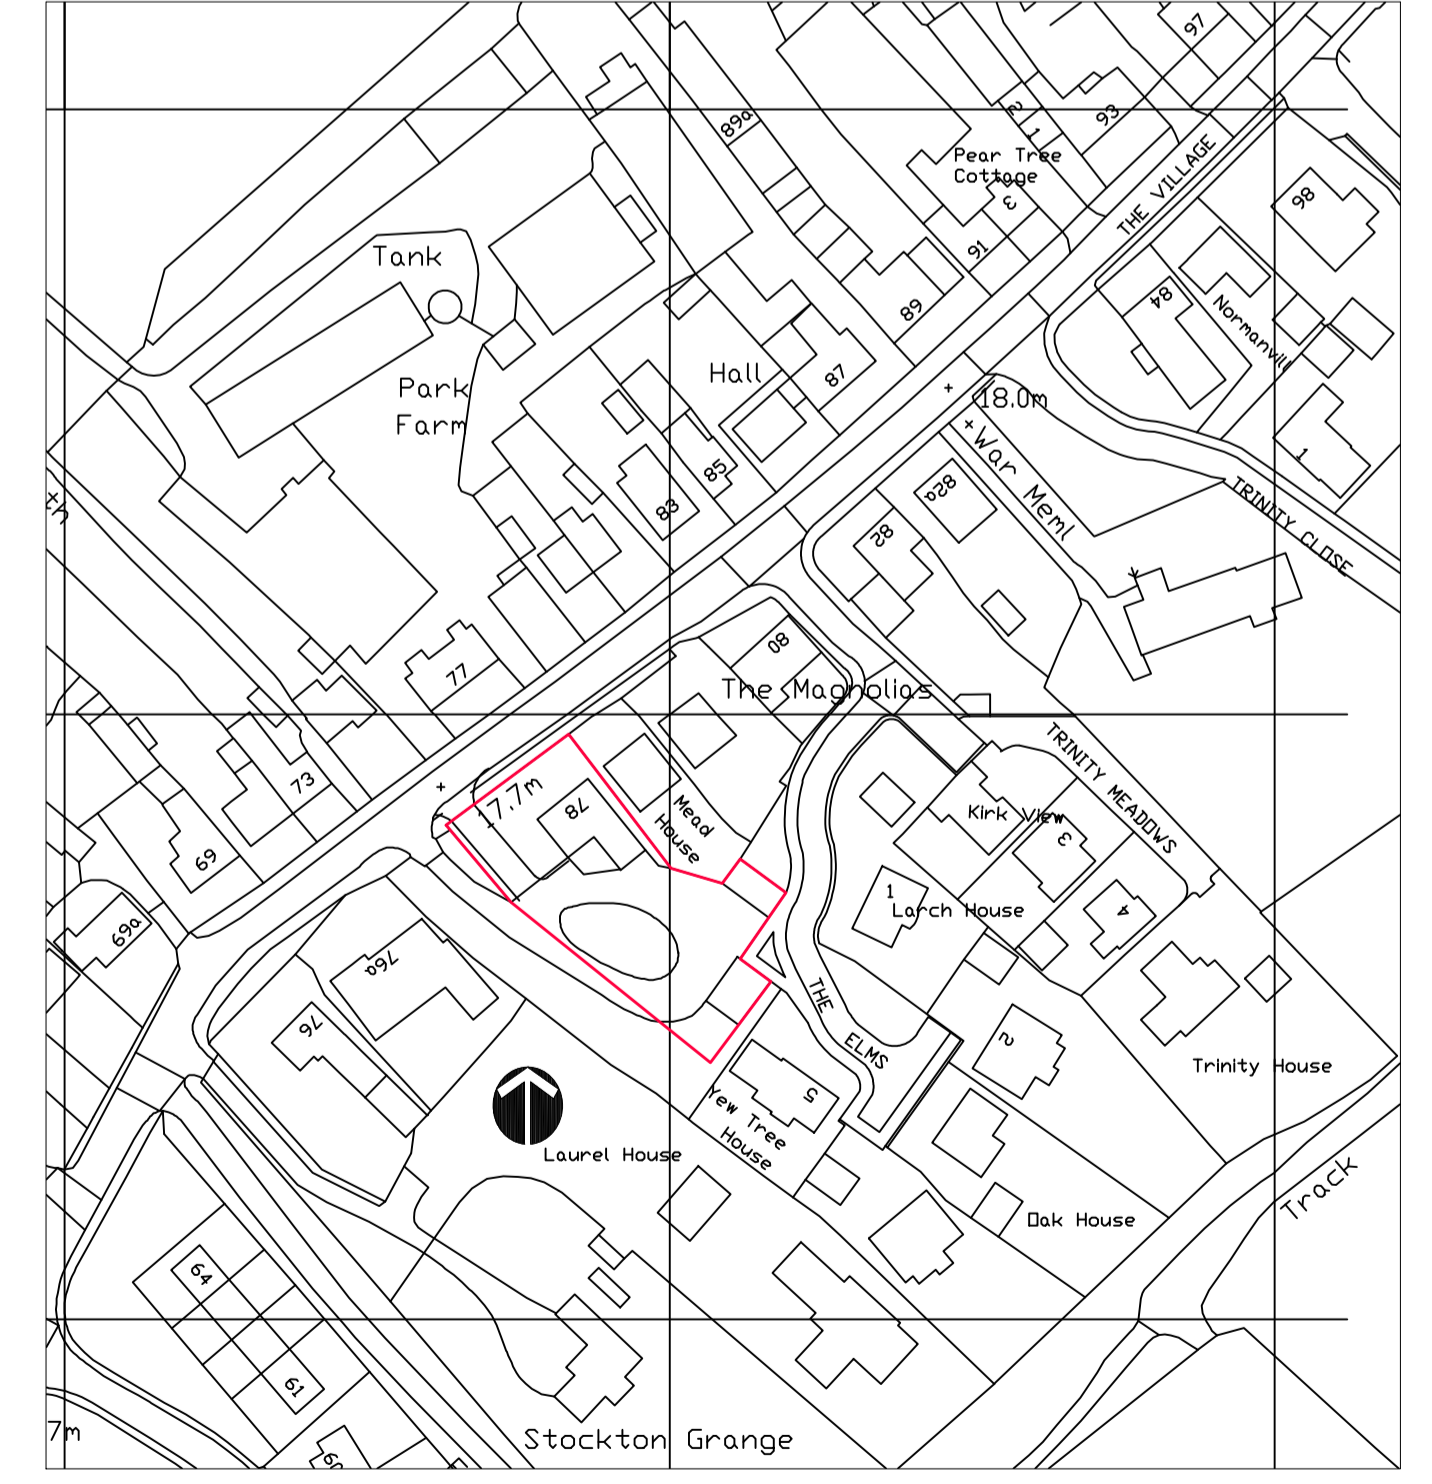 97
89a
2
1
93
Pear Tree
Cottage
3
THE VILLAGE
98
91
Tank
89
84
Normanvill
Hall
87
Park
Farm
18.0m
War Meml
1
85
82a
83
TRINITY CLOSE
th
82
80
77
The Magnolias
TRINITY MEADOWS
73
17.7m
78
Mead
House
Kirk View
3
69
1
Larch House
4
69a
76a
THE
ELMS
76
2
Trinity House
5
Yew Tree
House
Laurel House
Track
Oak House
64
61
7m
Stockton Grange
60